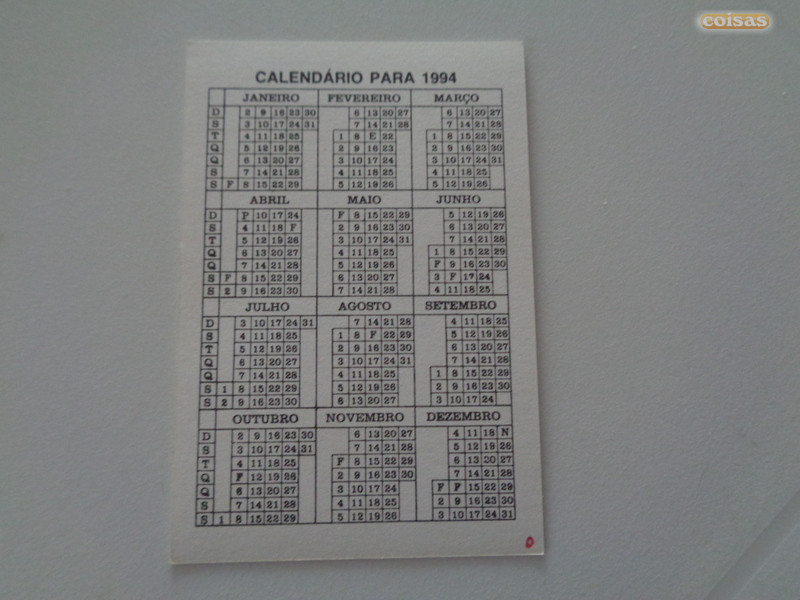 coisas
CALENDÁRIO PARA 1994
JANEIRO FEVEREIRO MARÇO
D 2 9 16 23 30 6 13 20 27 6 13 20 27
S 3 10 17 24 31 7 14 21 28 7 14 21 28
T 4 11 18 25 1 8 E 22 1 8 15 22 29
Q 5 12 19 26 2 9 16 23 2 9 16 23 30
Q 6 13 20 27 3 10 17 24 3 10 17 24 31
S 7 14 21 28 4 11 18 25 4 11 18 25
S F 8 15 22 29 5 12 19 26 5 12 19 26
ABRIL MAIO JUNHO
D P 10 17 24 F 8 15 22 29 5 12 19 26
S 4 11 18 F 2 9 16 23 30 6 13 20 27
T 5 12 19 26 3 10 17 24 31 7 14 21 28
Q 6 13 20 27 4 11 18 25 1 8 15 22 29
Q 7 14 21 28 5 12 19 26 F 9 16 23 30
S F 8 15 22 29 6 13 20 27 3 F 17 24
S 2 9 16 23 30 7 14 21 28 4 11 18 25
JULHO AGOSTO SETEMBRO
D 3 10 17 24 31 7 14 21 28 4 11 18 25
S 4 11 18 25 1 8 F 22 29 5 12 19 26
T 5 12 19 26 2 9 16 23 30 6 13 20 27
Q 6 13 20 27 3 10 17 24 31 7 14 21 28
Q 7 14 21 28 4 11 18 25 1 8 15 22 29
S 1 8 15 22 29 5 12 19 26 2 9 16 23 30
S 2 9 16 23 30 6 13 20 27 3 10 17 24
OUTUBRO NOVEMBRO DEZEMBRO
D 2 9 16 23 30 6 13 20 27 4 11 18 N
S 3 10 17 24 31 7 14 21 28 5 12 19 26
T 4 11 18 25 F 8 15 22 29 6 13 20 27
Q F 12 19 26 2 9 16 23 30 7 14 21 28
Q 6 13 20 27 3 10 17 24 F F 15 22 29
S 7 14 21 28 4 11 18 25 2 9 16 23 30
S 1 8 15 22 29 5 12 19 26 3 10 17 24 31